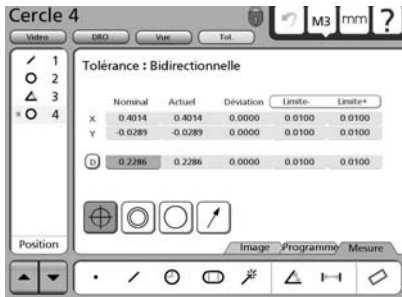 Cercle 4
M3 mm ?
Video DRO Vue Tol.
1
2
3
4
Tolérance : Bidirectionnelle
Nominal Actuel Déviation Limite- Limite+
X 0.4014 0.4014 0.0000 0.0100 0.0100
Y -0.0289 -0.0289 0.0000 0.0100 0.0100
D 0.2286 0.2286 0.0000 0.0100 0.0100
Position
Image Programme Mesure